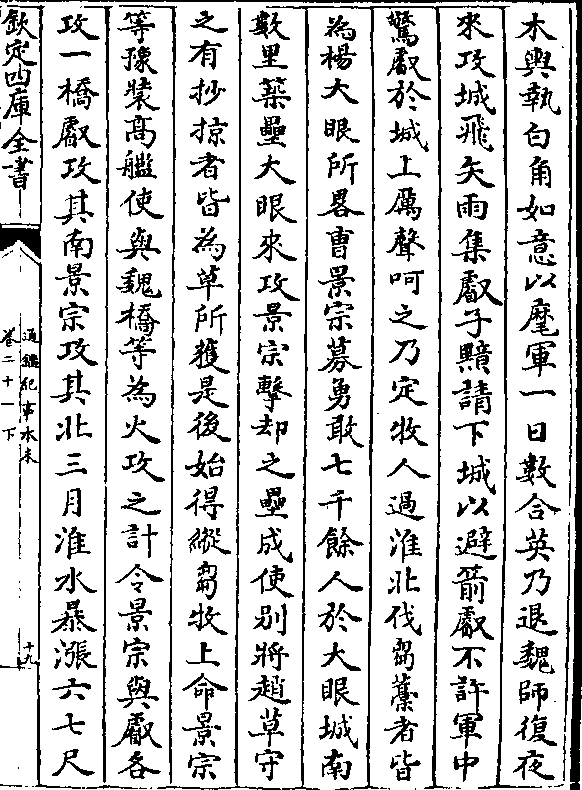 木輿執白角如意以麾軍一日數合英乃退魏師復夜
來攻城飛矢雨集叡子黯請下城以避箭叡不許軍中
驚叡於城上厲聲呵之乃定牧人過淮北伐芻藁者皆
為楊大眼所畧曹景宗募勇敢七千餘人於大眼城南
數里築壘大眼來攻景宗擊却之壘成使别將趙草守
之有抄掠者皆為草所獲是後始得縱芻牧上命景宗
等豫裝髙艦使與魏橋等為火攻之計令景宗與叡各
攻一橋叡攻其南景宗攻其北三月淮水暴漲六七尺
欽定四庫全書
通鑑紀事本末
卷二十一下
十九